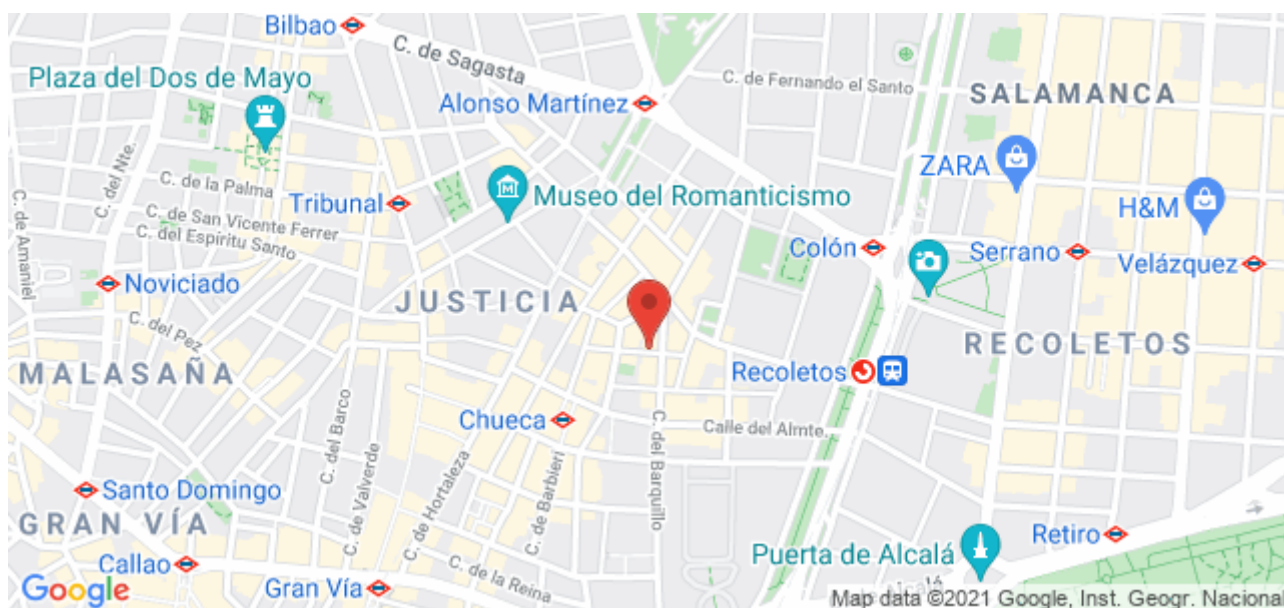 Bilbao
C. de Sagasta
Plaza del Dos de Mayo
C. de Fernando el Santo
Alonso Martínez
SALAMANCA
ZARA
C. del Nte.
C. de la Palma
Tribunal
Museo del Romanticismo
H&M
C. de Amaniel
C. de San Vicente Ferrer
C. del Espíritu Santo
Colón
Serrano
Velázquez
Noviciado
JUSTICIA
C. del Pez
RECOLETOS
MALASAÑA
Recoletos
Chueca
Calle del Almte.
C. del Barco
C. de Valverde
C. de Hortaleza
C. de Barbieri
C. del Barquillo
Santo Domingo
GRAN VÍA
Retiro
Puerta de Alcalá
Callao
Gran Vía
C. de la Reina
Google
Map data ©2021 Google, Inst. Geogr. Naciona